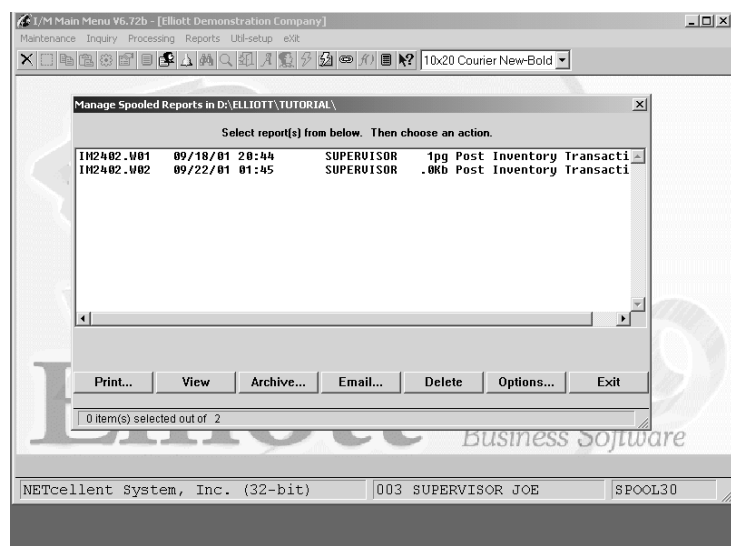 I/M Main Menu V6.72b - [Elliott Demonstration Company]
Maintenance Inquiry Processing Reports Util-setup eXit
10x20 Courier New-Bold
Manage Spooled Reports in D:\ELLIOTT\TUTORIAL\
Select report(s) from below. Then choose an action.
IM2402.W01 09/18/01 20:44 SUPERVISOR 1pg Post Inventory Transacti
IM2402.W02 09/22/01 01:45 SUPERVISOR .0Kb Post Inventory Transacti
Print... View Archive... Email... Delete Options... Exit
0 item(s) selected out of 2
Elliott
Business Software
NETcellent System, Inc. (32-bit) 003 SUPERVISOR JOE SPOOL30